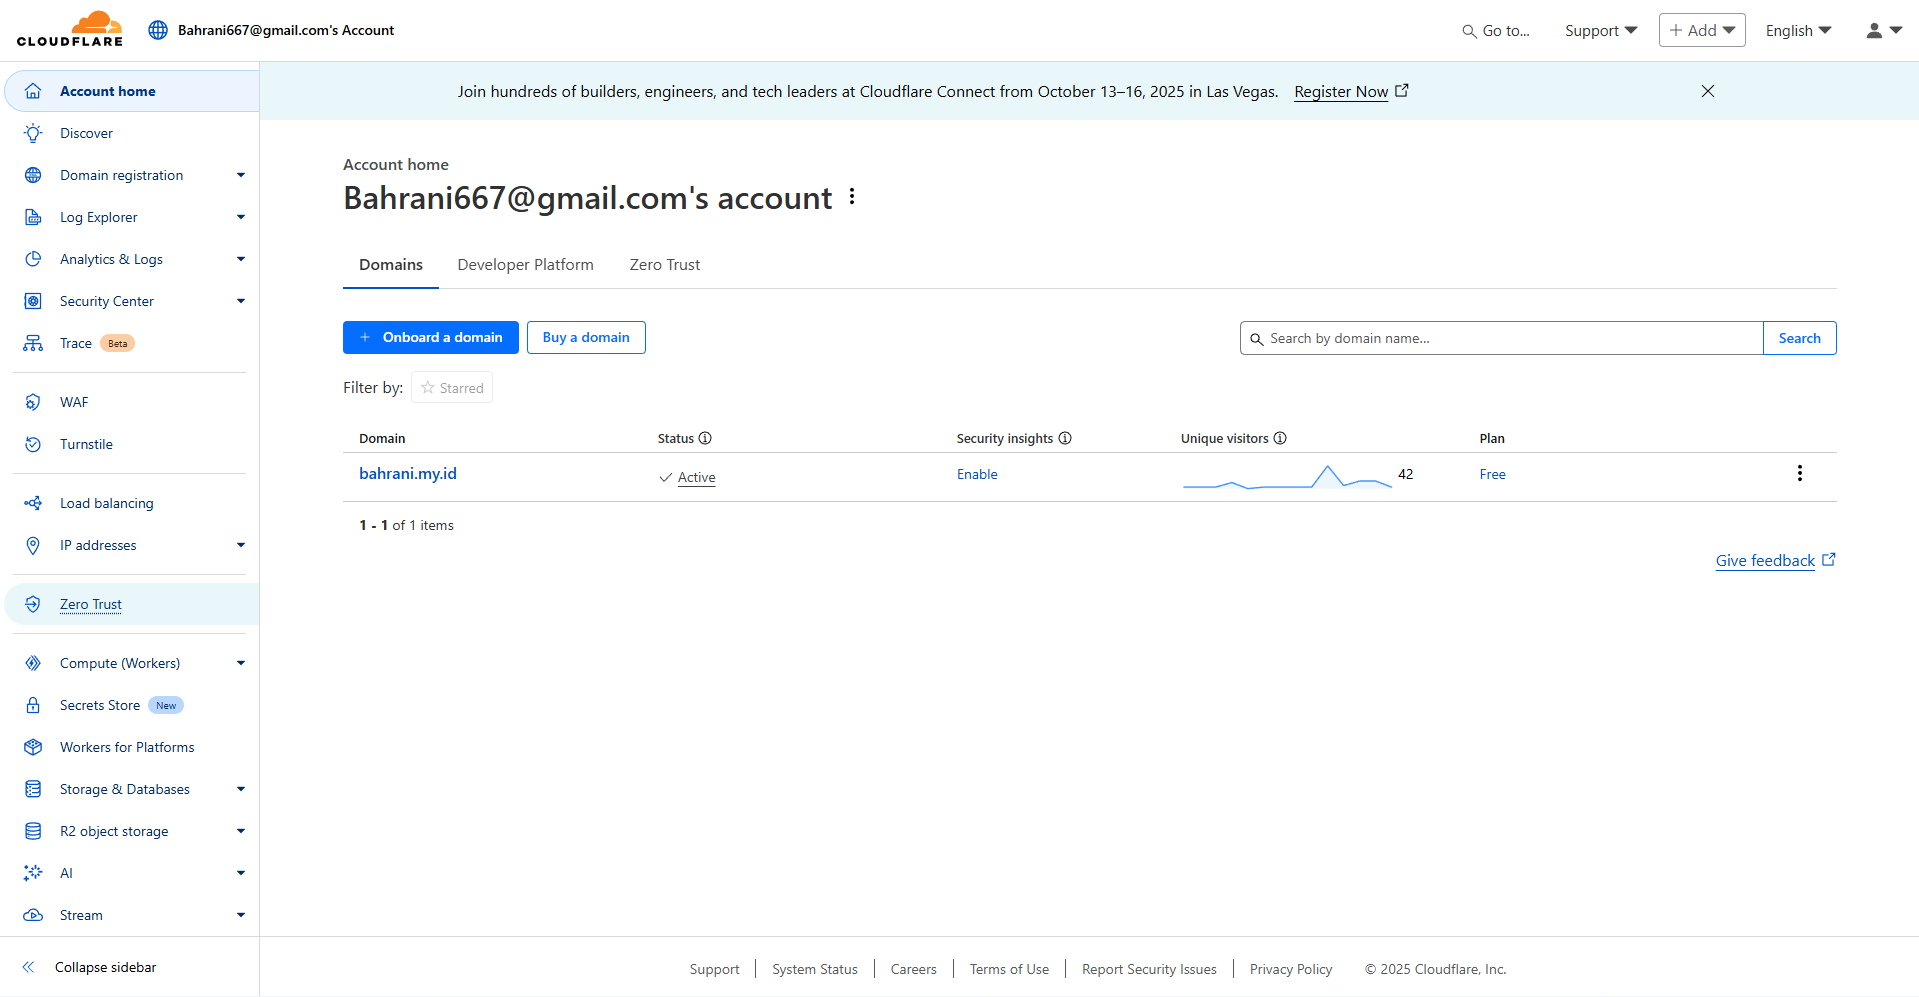 CLOUDFLARE
Bahrani667@gmail.com's Account
Go to...
Support
Add
English
Account home
Discover
Domain registration
Log Explorer
Analytics & Logs
Security Center
Trace Beta
WAF
Turnstile
Load balancing
IP addresses
Zero Trust
Compute (Workers)
Secrets Store New
Workers for Platforms
Storage & Databases
R2 object storage
AI
Stream
Collapse sidebar
Join hundreds of builders, engineers, and tech leaders at Cloudflare Connect from October 13–16, 2025 in Las Vegas. Register Now
Account home
Bahrani667@gmail.com's account
Domains Developer Platform Zero Trust
+ Onboard a domain Buy a domain
Search by domain name... Search
Filter by: Starred
Domain Status Security insights Unique visitors Plan
bahrani.my.id Active Enable 42 Free
1 - 1 of 1 items
Give feedback
Support System Status Careers Terms of Use Report Security Issues Privacy Policy © 2025 Cloudflare, Inc.